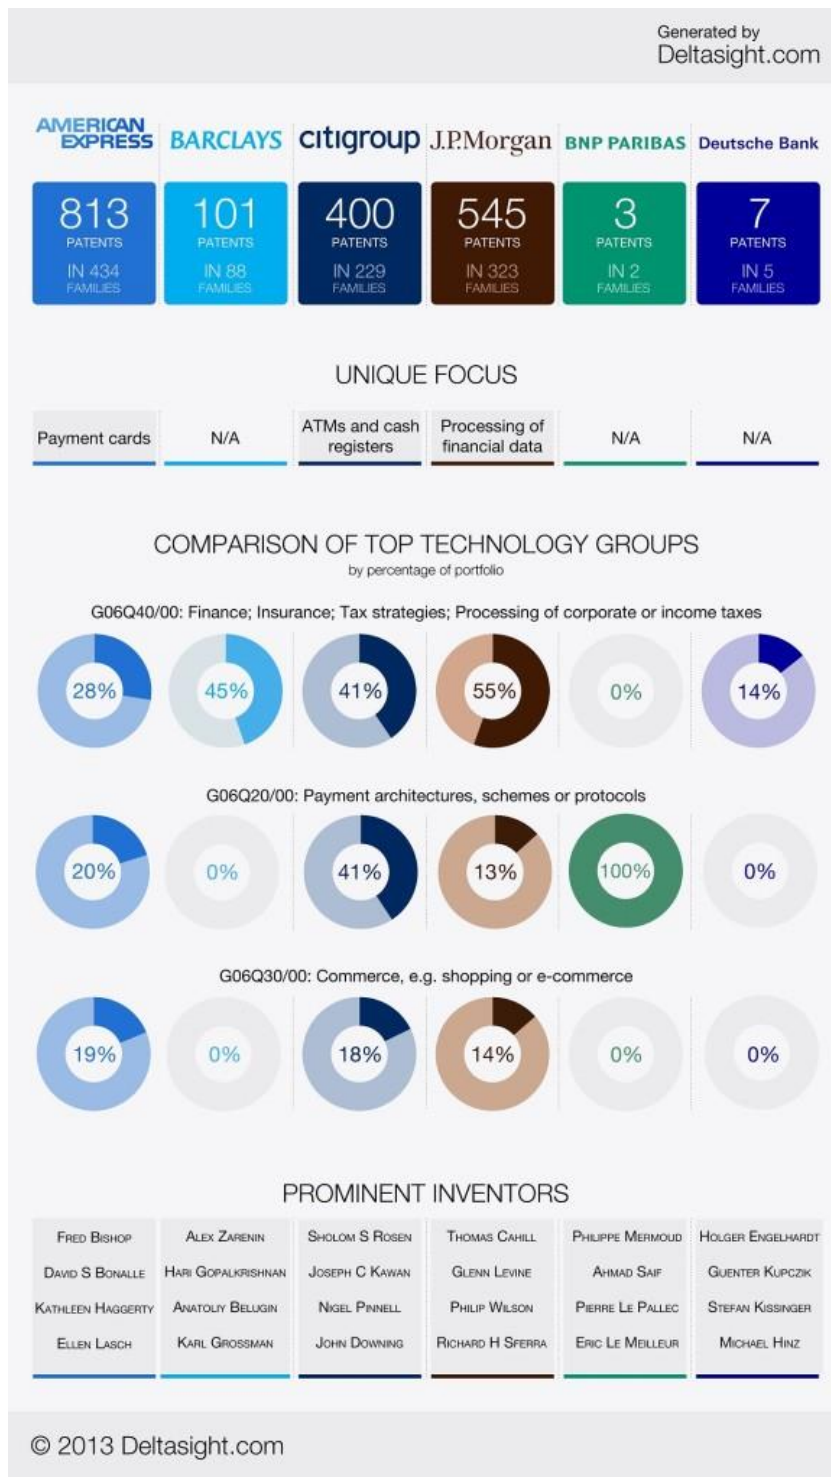 Generated by
Deltasight.com
AMERICAN
EXPRESS
BARCLAYS
citigroup
J.P.Morgan
BNP PARIBAS
Deutsche Bank
813
PATENTS
IN 434
FAMILIES
101
PATENTS
IN 88
FAMILIES
400
PATENTS
IN 229
FAMILIES
545
PATENTS
IN 323
FAMILIES
3
PATENTS
IN 2
FAMILIES
7
PATENTS
IN 5
FAMILIES
UNIQUE FOCUS
Payment cards
N/A
ATMs and cash
registers
Processing of
financial data
N/A
N/A
COMPARISON OF TOP TECHNOLOGY GROUPS
by percentage of portfolio
G06Q40/00: Finance; Insurance; Tax strategies; Processing of corporate or income taxes
28% 45% 41% 55% 0% 14%
G06Q20/00: Payment architectures, schemes or protocols
20% 0% 41% 13% 100% 0%
G06Q30/00: Commerce, e.g. shopping or e-commerce
19% 0% 18% 14% 0% 0%
PROMINENT INVENTORS
FRED BISHOP ALEX ZARENIN SHOLOM S ROSEN THOMAS CAHILL PHILIPPE MERMOUD HOLGER ENGELHARDT
DAVID S BONALLE HARI GOPALKRISHNAN JOSEPH C KAWAN GLENN LEVINE AHMAD SAIF GUENTER KUPCZIK
KATHLEEN HAGGERTY ANATOLIY BELUGIN NIGEL PINNELL PHILIP WILSON PIERRE LE PALLEC STEFAN KISSINGER
ELLEN LASCH KARL GROSSMAN JOHN DOWNING RICHARD H SFERRA ERIC LE MEILLEUR MICHAEL HINZ
© 2013 Deltasight.com